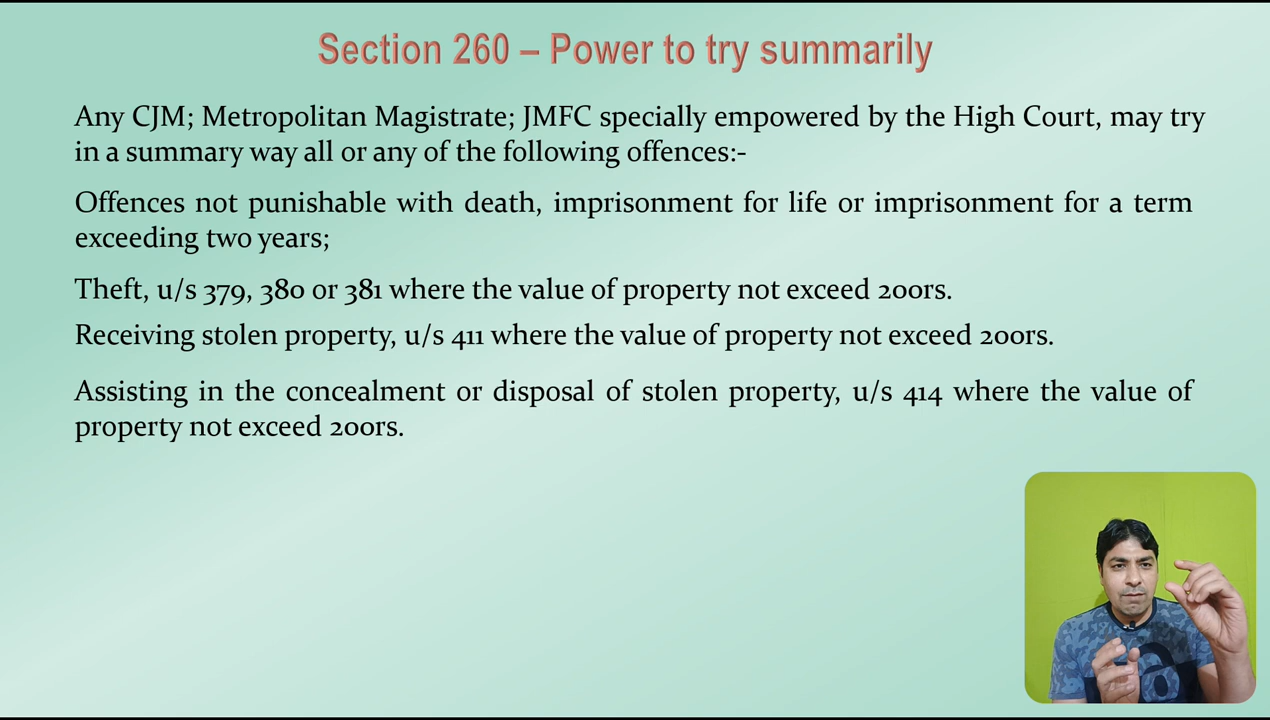 Section 260 – Power to try summarily
Any CJM; Metropolitan Magistrate; JMFC specially empowered by the High Court, may try
in a summary way all or any of the following offences:-
Offences not punishable with death, imprisonment for life or imprisonment for a term
exceeding two years;
Theft, u/s 379, 380 or 381 where the value of property not exceed 200rs.
Receiving stolen property, u/s 411 where the value of property not exceed 200rs.
Assisting in the concealment or disposal of stolen property, u/s 414 where the value of
property not exceed 200rs.